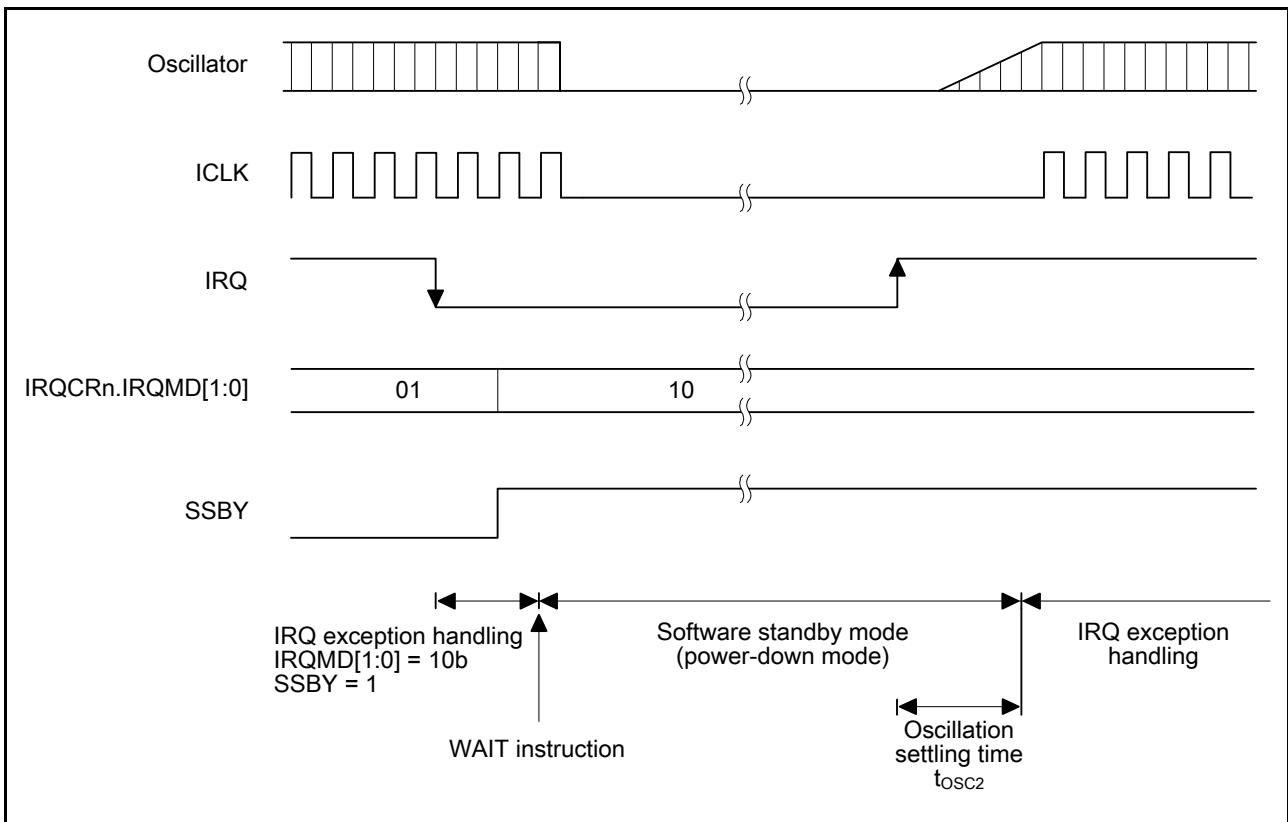 Oscillator
ICLK
IRQ
IRQCRn.IRQMD[1:0]
01
10
SSBY
IRQ exception handling
IRQMD[1:0] = 10b
SSBY = 1
WAIT instruction
Software standby mode
(power-down mode)
Oscillation
settling time
tOSC2
IRQ exception
handling